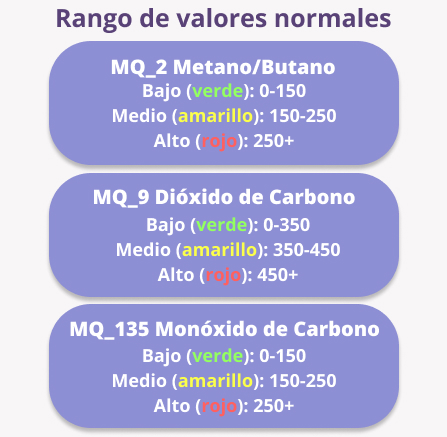 Rango de valores normales
MQ_2 Metano/Butano
Bajo (verde): 0-150
Medio (amarillo): 150-250
Alto (rojo): 250+
MQ_9 Dióxido de Carbono
Bajo (verde): 0-350
Medio (amarillo): 350-450
Alto (rojo): 450+
MQ_135 Monóxido de Carbono
Bajo (verde): 0-150
Medio (amarillo): 150-250
Alto (rojo): 250+